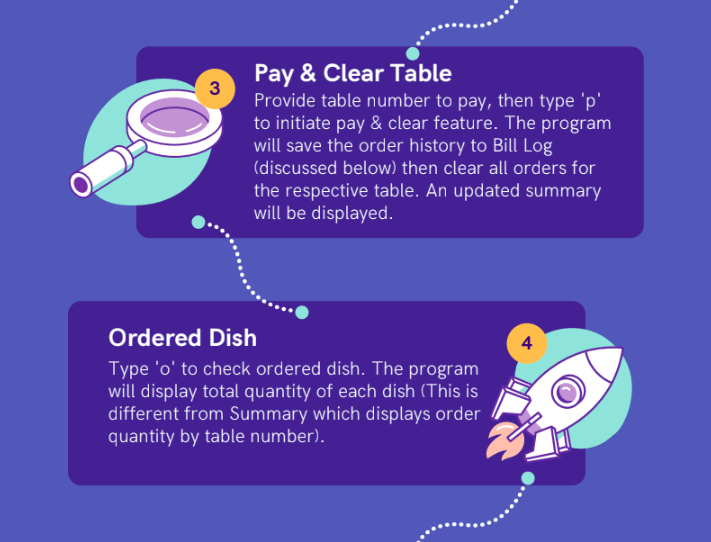 3
Pay & Clear Table
Provide table number to pay, then type 'p'
to initiate pay & clear feature. The program
will save the order history to Bill Log
(discussed below) then clear all orders for
the respective table. An updated summary
will be displayed.
Ordered Dish
4
Type 'o' to check ordered dish. The program
will display total quantity of each dish (This is
different from Summary which displays order
quantity by table number).